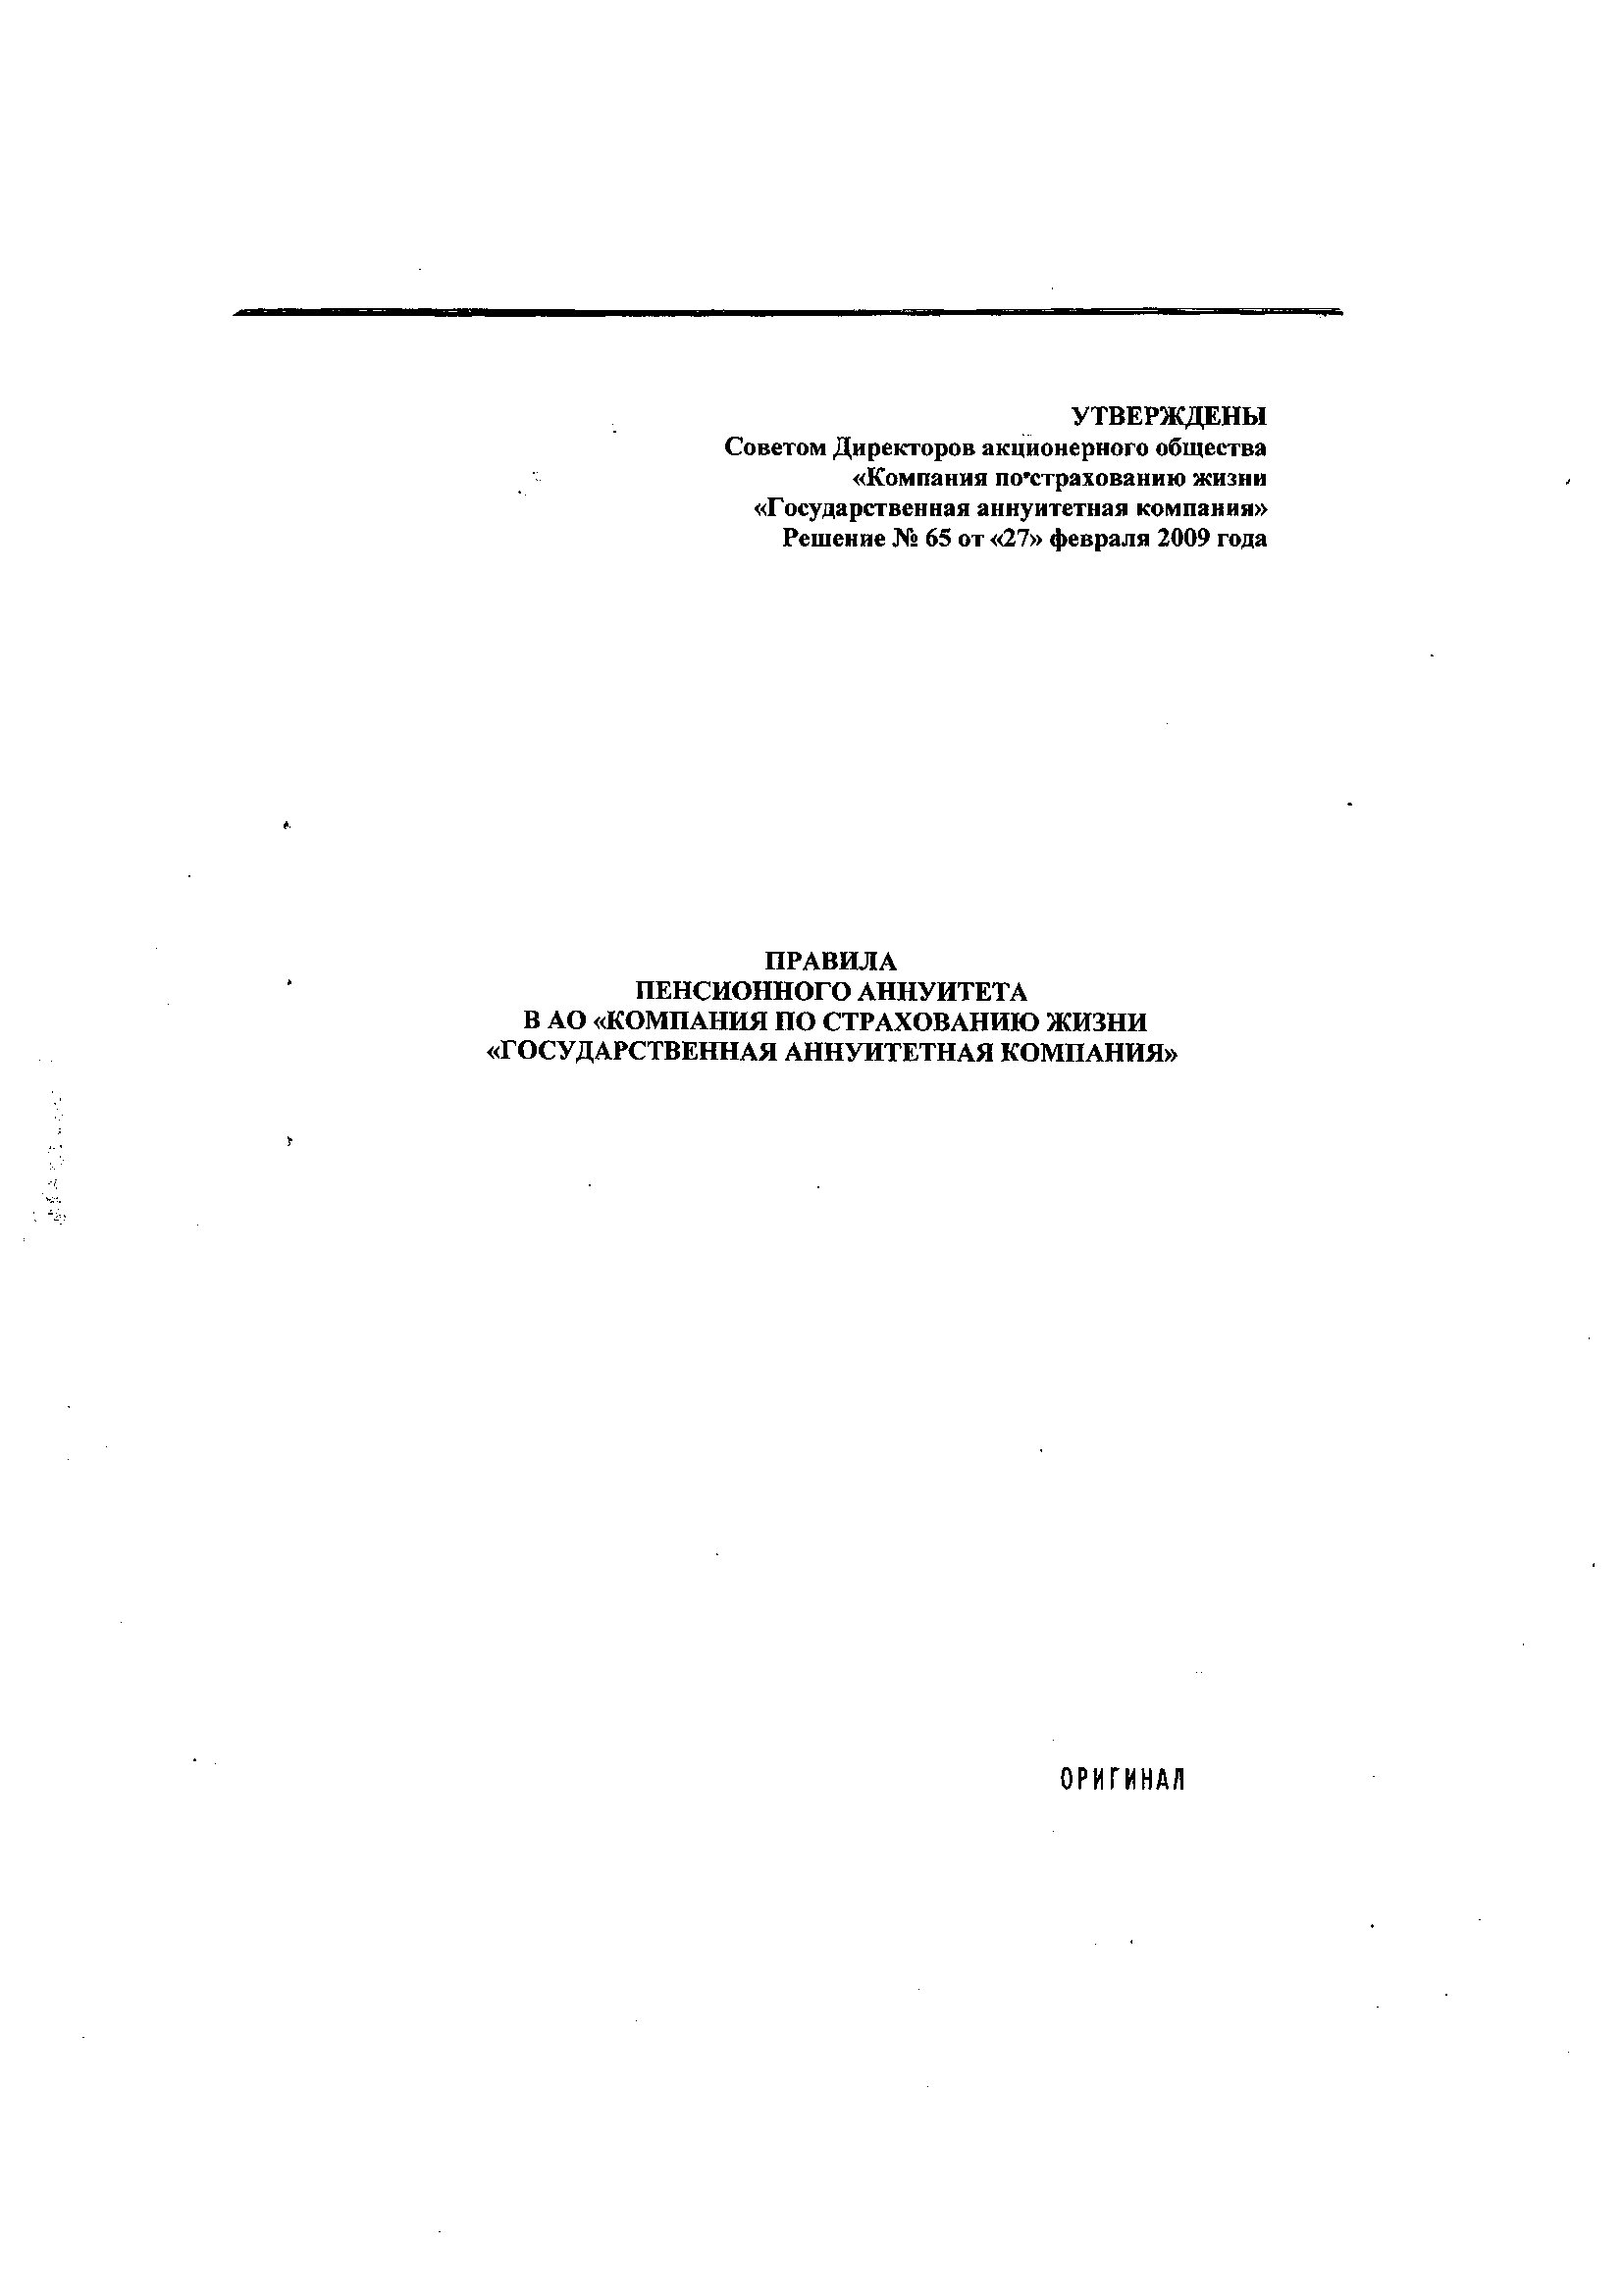 УТВЕРЖДЕНЫ
Советом Директоров акционерного общества
«Компания по страхованию жизни
«Государственная аннуитетная компания»
Решение № 65 от «27» февраля 2009 года
ПРАВИЛА
ПЕНСИОННОГО АННУИТЕТА
В АО «КОМПАНИЯ ПО СТРАХОВАНИЮ ЖИЗНИ
«ГОСУДАРСТВЕННАЯ АННУИТЕТНАЯ КОМПАНИЯ»
ОРИГИНАЛ